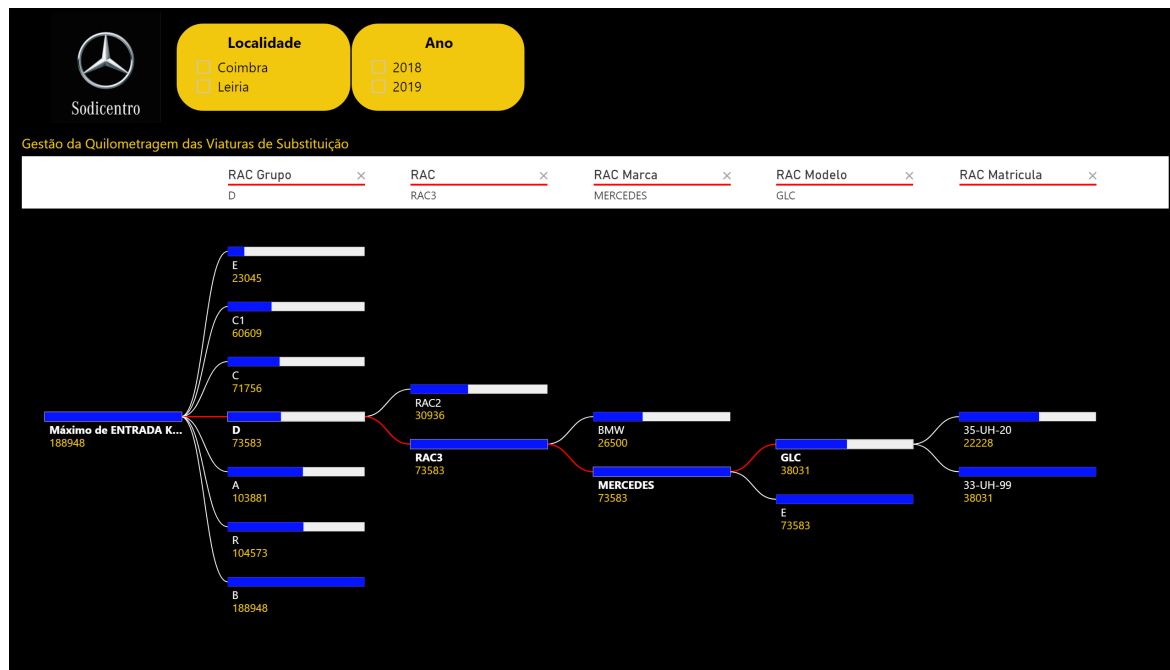 Sodicentro
Localidade
Coimbra
Leiria
Ano
2018
2019
Gestão da Quilometragem das Viaturas de Substituição
RAC Grupo ×
D
RAC ×
RAC3
RAC Marca ×
MERCEDES
RAC Modelo ×
GLC
RAC Matricula ×
Máximo de ENTRADA K...
188948
E
23045
C1
60609
C
71756
D
73583
A
103881
R
104573
B
188948
RAC2
30936
RAC3
73583
BMW
26500
MERCEDES
73583
GLC
38031
E
73583
35-UH-20
22228
33-UH-99
38031